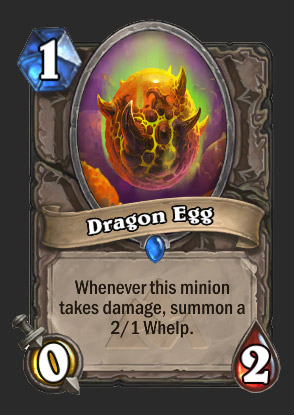 1
Dragon Egg
Whenever this minion
takes damage, summon a
2/1 Whelp.
0
2